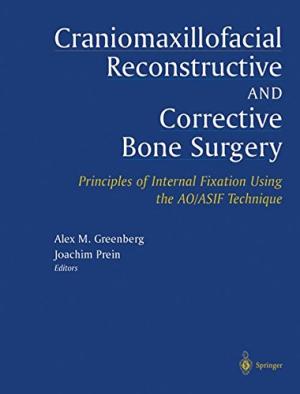 Craniomaxillofacial
Reconstructive
AND
Corrective
Bone Surgery
Principles of Internal Fixation Using
the AO/ASIF Technique
Alex M. Greenberg
Joachim Prein
Editors
Springer